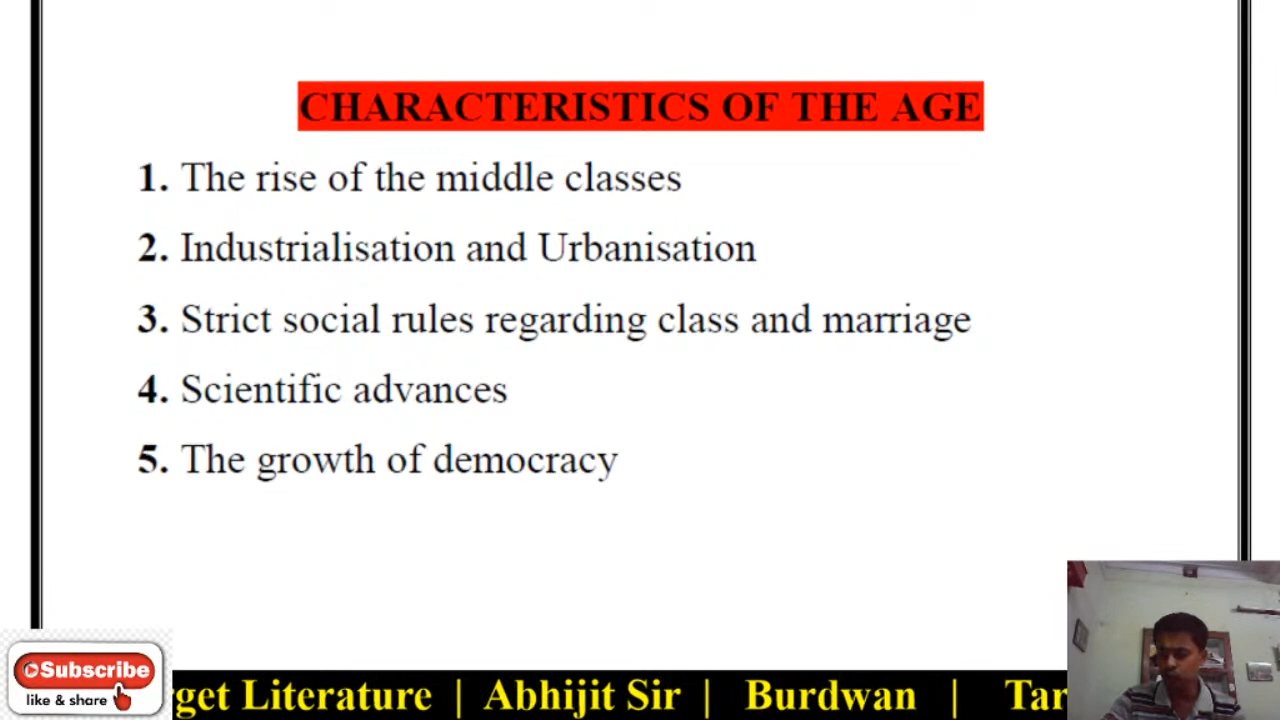 CHARACTERISTICS OF THE AGE
1. The rise of the middle classes
2. Industrialisation and Urbanisation
3. Strict social rules regarding class and marriage
4. Scientific advances
5. The growth of democracy
Subscribe
like & share
rget Literature | Abhijit Sir | Burdwan | Tar